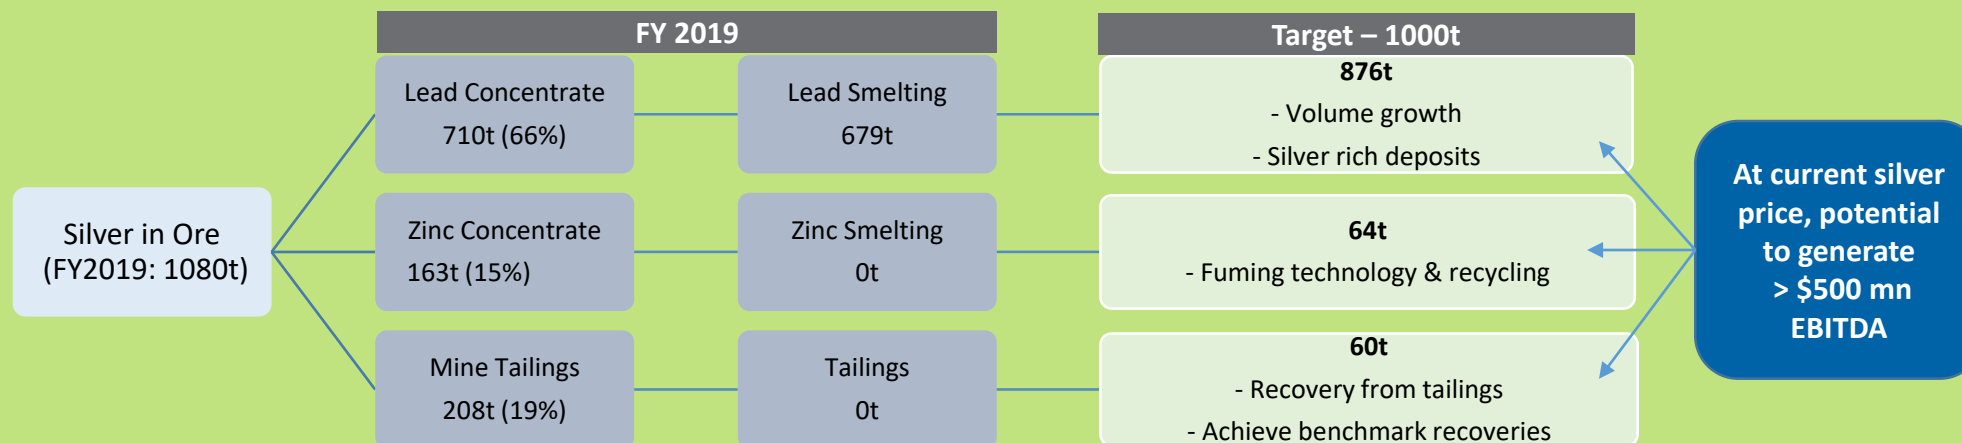 FY 2019
Target – 1000t
Silver in Ore
(FY2019: 1080t)
Lead Concentrate
710t (66%)
Lead Smelting
679t
876t
- Volume growth
- Silver rich deposits
Zinc Concentrate
163t (15%)
Zinc Smelting
0t
64t
- Fuming technology & recycling
Mine Tailings
208t (19%)
Tailings
0t
60t
- Recovery from tailings
- Achieve benchmark recoveries
At current silver
price, potential
to generate
> $500 mn
EBITDA